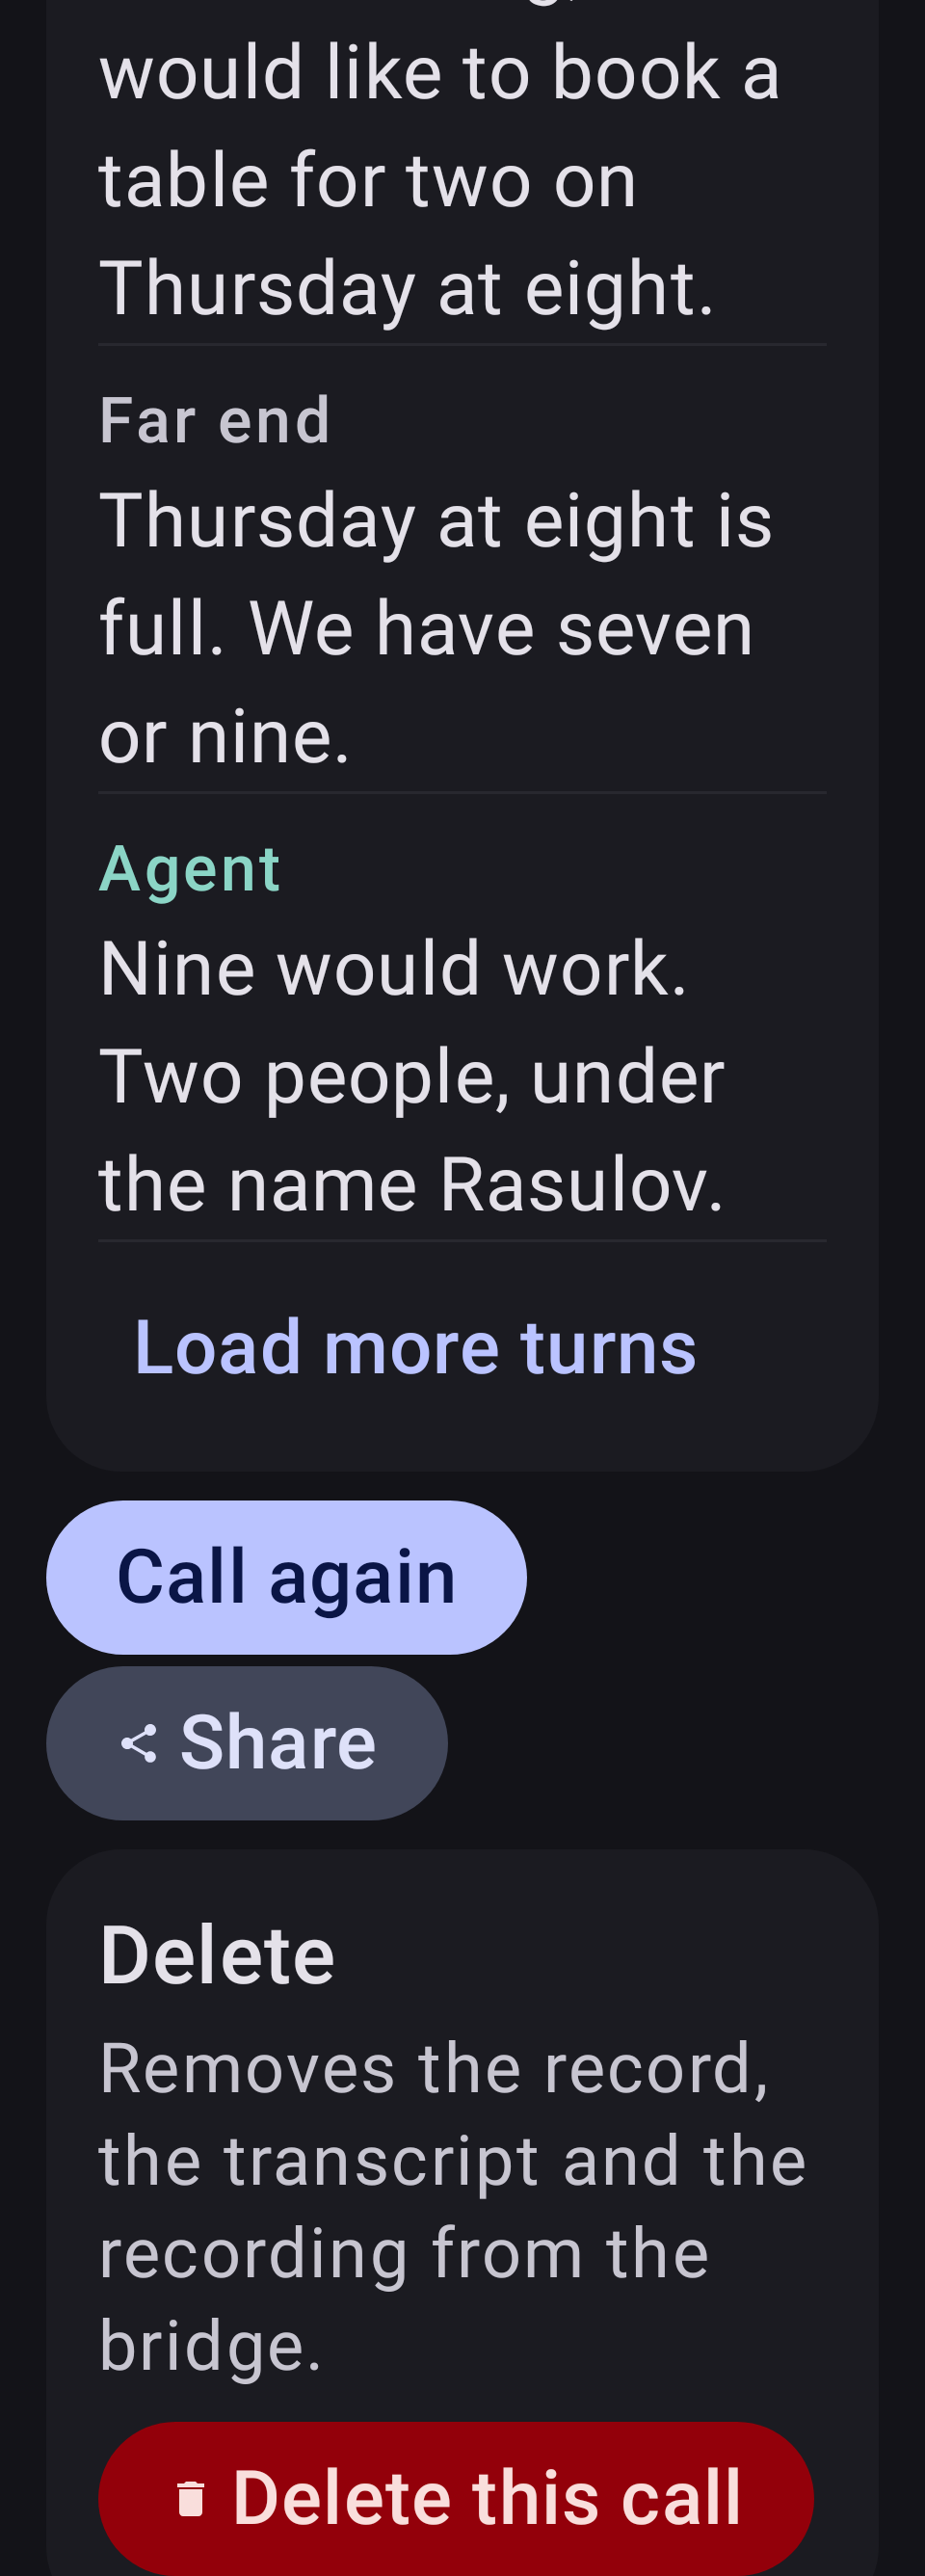 would like to book a
table for two on
Thursday at eight.
Far end
Thursday at eight is
full. We have seven
or nine.
Agent
Nine would work.
Two people, under
the name Rasulov.
Load more turns
Call again
Share
Delete
Removes the record,
the transcript and the
recording from the
bridge.
Delete this call